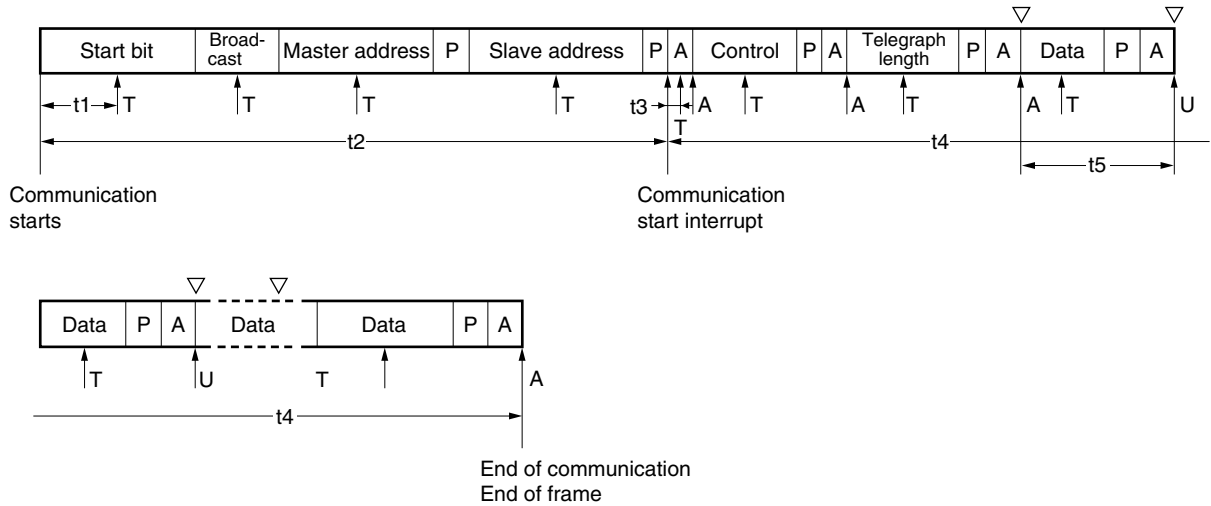 Start bit Broad-cast Master address P Slave address P A Control P A Telegraph length P A Data P A
t1 T T T T t3 A T A T A T U
T
t2 t4
t5
Communication starts
Communication start interrupt
Data P A Data Data P A
T U T A
t4
End of communication
End of frame